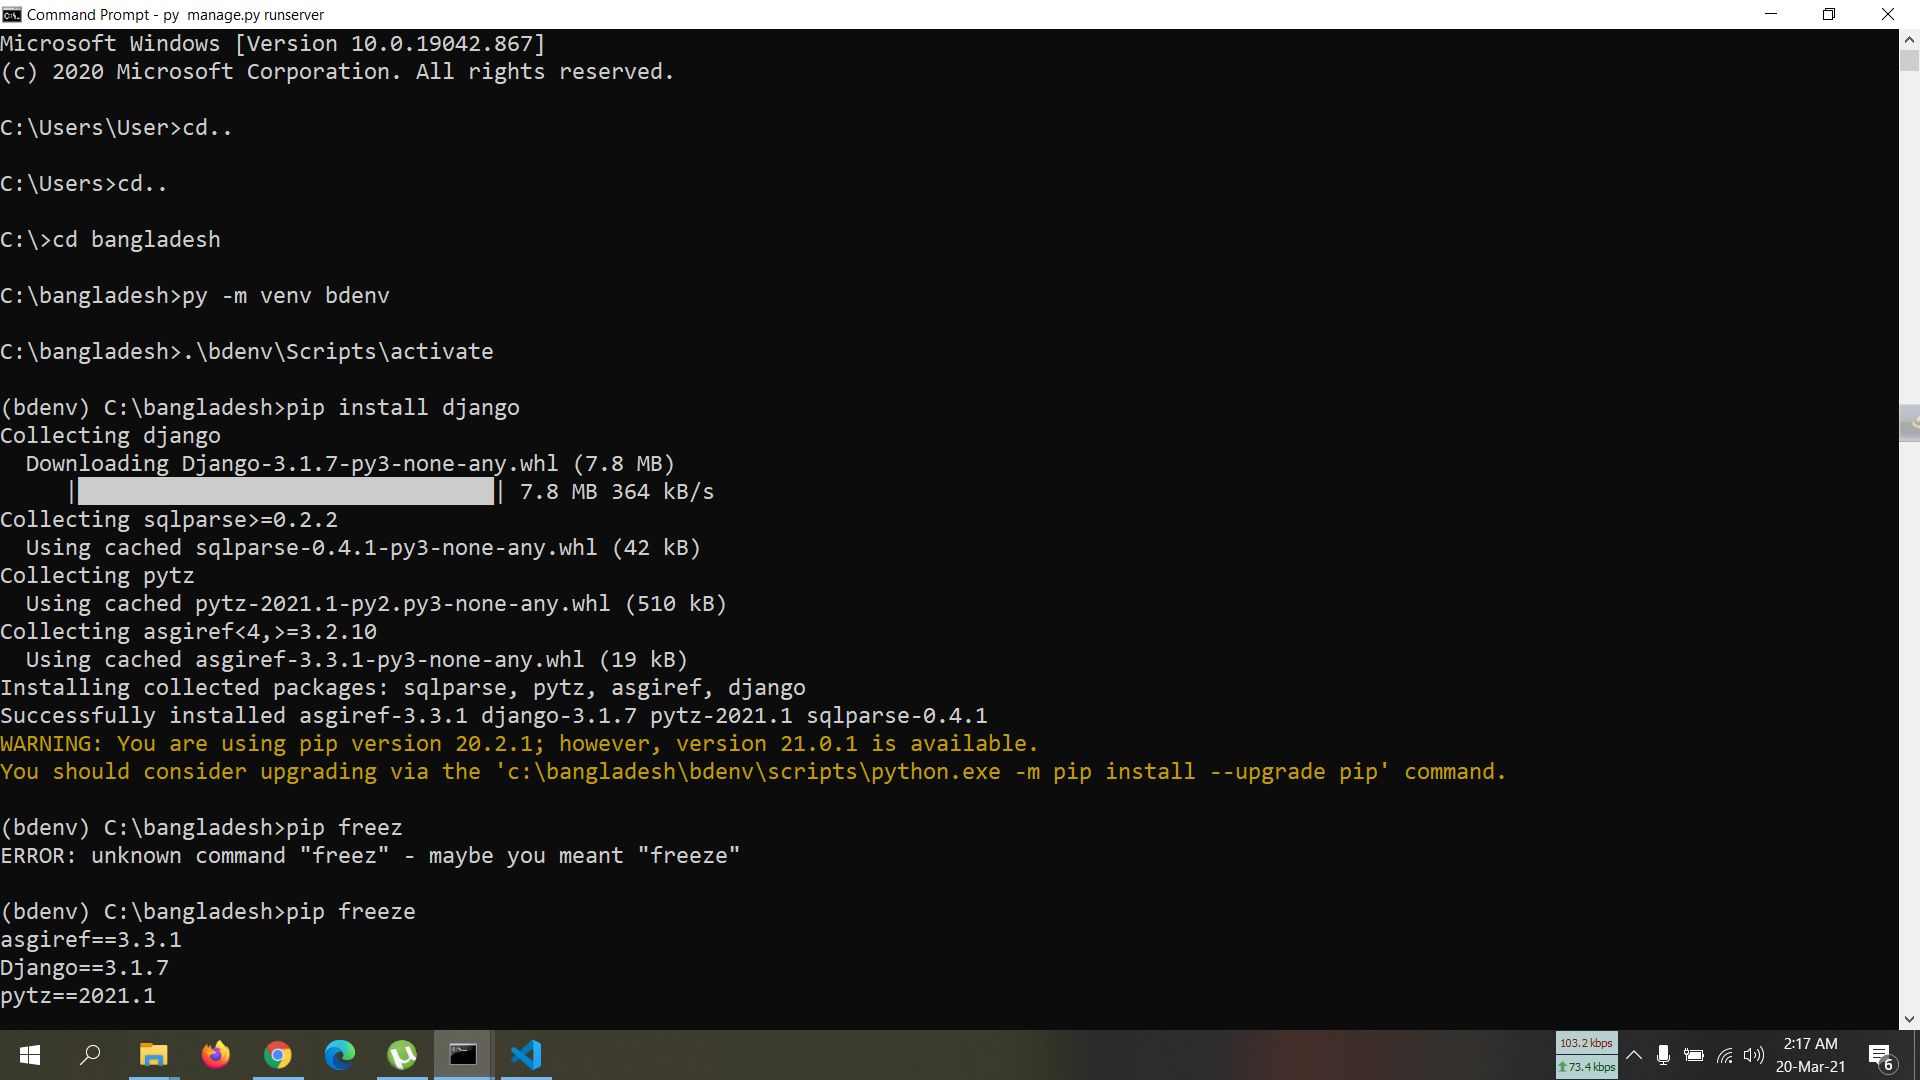 Command Prompt - py  manage.py runserver
Microsoft Windows [Version 10.0.19042.867]
(c) 2020 Microsoft Corporation. All rights reserved.
C:\Users\User>cd..
C:\Users>cd..
C:\>cd bangladesh
C:\bangladesh>py -m venv bdenv
C:\bangladesh>.\bdenv\Scripts\activate
(bdenv) C:\bangladesh>pip install django
Collecting django
  Downloading Django-3.1.7-py3-none-any.whl (7.8 MB)
     |████████████████████████████████| 7.8 MB 364 kB/s
Collecting sqlparse>=0.2.2
  Using cached sqlparse-0.4.1-py3-none-any.whl (42 kB)
Collecting pytz
  Using cached pytz-2021.1-py2.py3-none-any.whl (510 kB)
Collecting asgiref<4,>=3.2.10
  Using cached asgiref-3.3.1-py3-none-any.whl (19 kB)
Installing collected packages: sqlparse, pytz, asgiref, django
Successfully installed asgiref-3.3.1 django-3.1.7 pytz-2021.1 sqlparse-0.4.1
WARNING: You are using pip version 20.2.1; however, version 21.0.1 is available.
You should consider upgrading via the 'c:\bangladesh\bdenv\scripts\python.exe -m pip install --upgrade pip' command.
(bdenv) C:\bangladesh>pip freez
ERROR: unknown command "freez" - maybe you meant "freeze"
(bdenv) C:\bangladesh>pip freeze
asgiref==3.3.1
Django==3.1.7
pytz==2021.1
103.2 kbps
73.4 kbps
2:17 AM
20-Mar-21
6